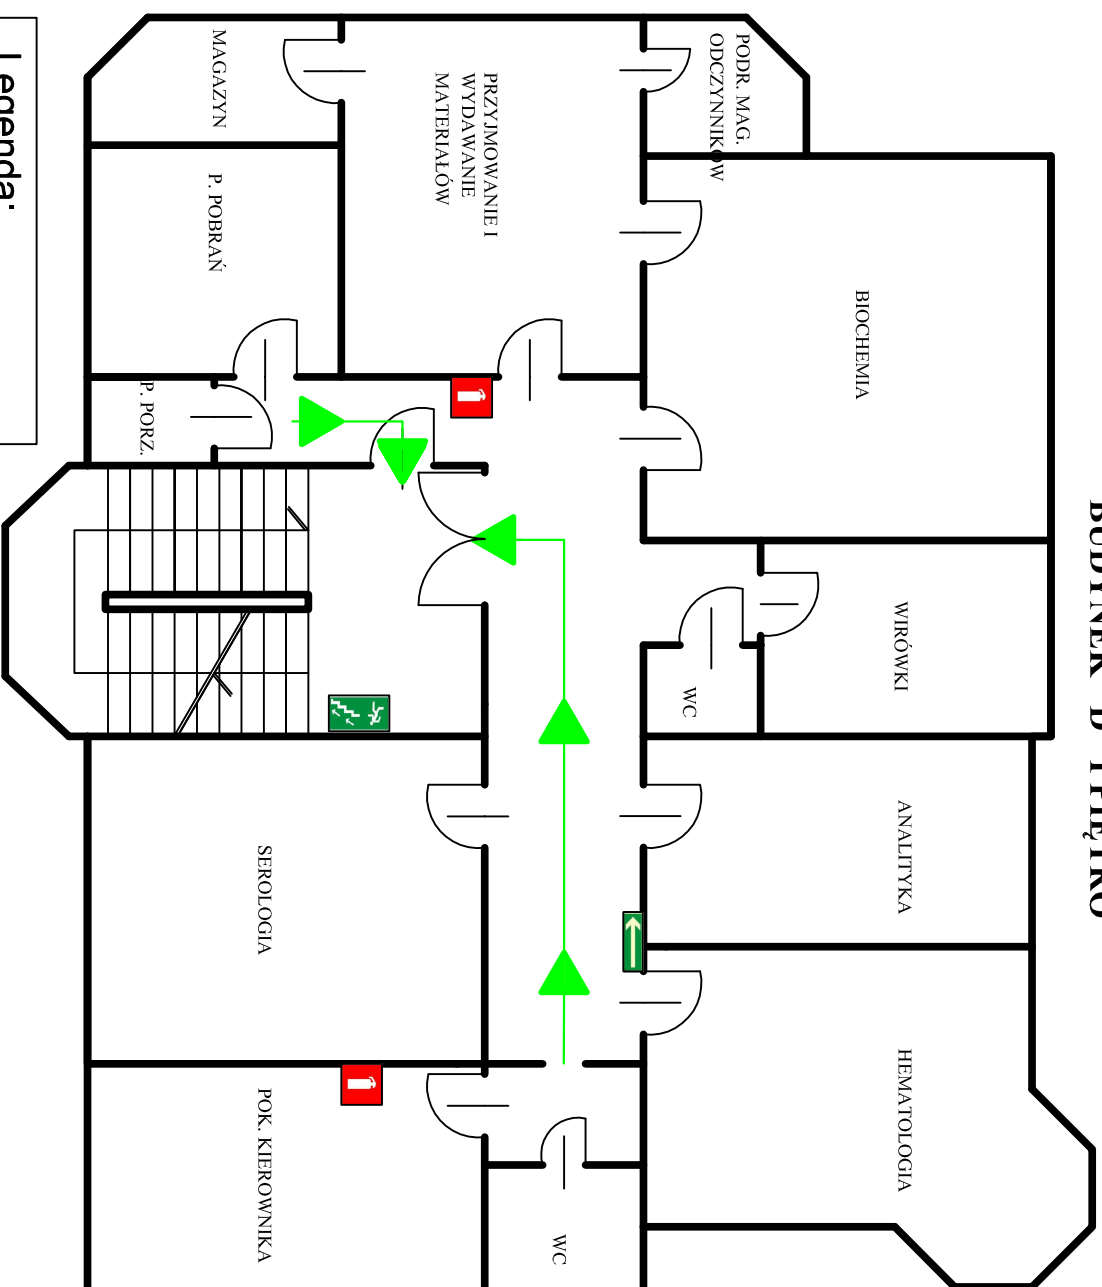 BUDYNEK D I PIĘTRO
PODR. MAG.
ODCZYNNIKÓW
BIOCHEMIA
WIRÓWKI
ANALITYKA
HEMATOLOGIA
PRZYJMOWANIE I
WYDAWANIE
MATERIAŁÓW
WC
WC
MAGAZYN
P. POBRAŃ
P. PORZ.
SEROLOGIA
POK. KIEROWNIKA
Legenda: